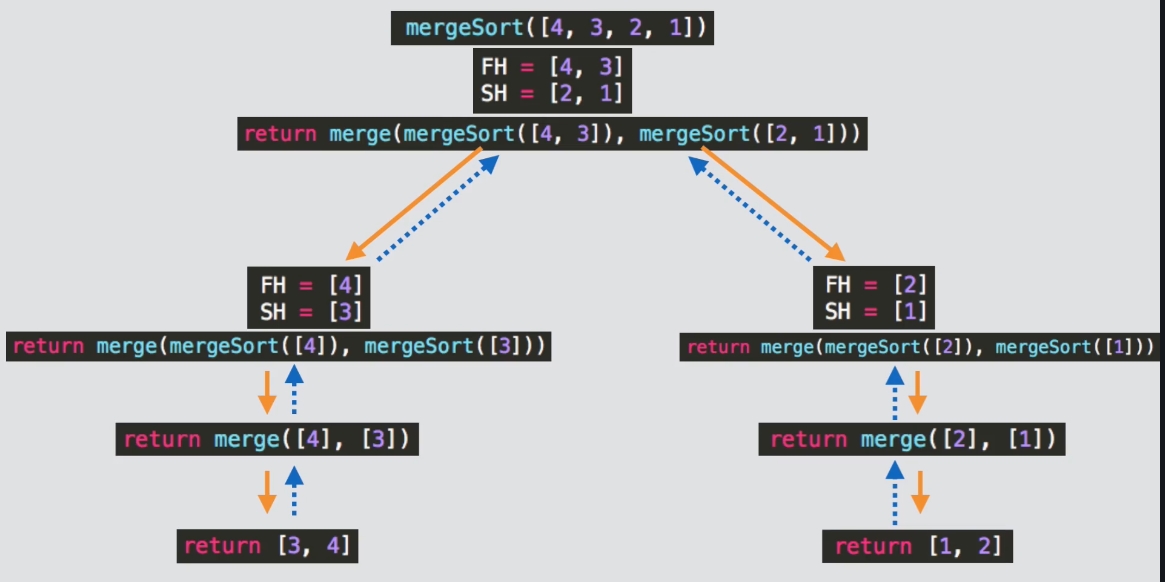 mergeSort([4, 3, 2, 1])
FH = [4, 3]
SH = [2, 1]
return merge(mergeSort([4, 3]), mergeSort([2, 1]))
FH = [4]
SH = [3]
return merge(mergeSort([4]), mergeSort([3]))
return merge([4], [3])
return [3, 4]
FH = [2]
SH = [1]
return merge(mergeSort([2]), mergeSort([1]))
return merge([2], [1])
return [1, 2]